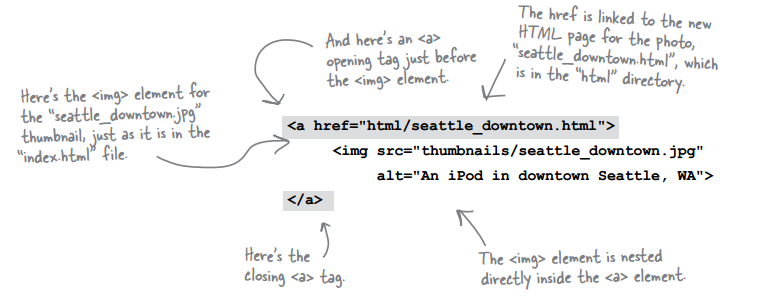 The href is linked to the new
HTML page for the photo,
“seattle_downtown.html”, which
is in the “html” directory.
And here's an <a>
opening tag just before
the <img> element.
Here's the <img> element for
the “seattle_downtown.jpg”
thumbnail, just as it is in the
“index.html” file.
<a href="html/seattle_downtown.html">
<img src="thumbnails/seattle_downtown.jpg"
alt="An iPod in downtown Seattle, WA">
</a>
Here's the
closing <a> tag.
The <img> element is nested
directly inside the <a> element.